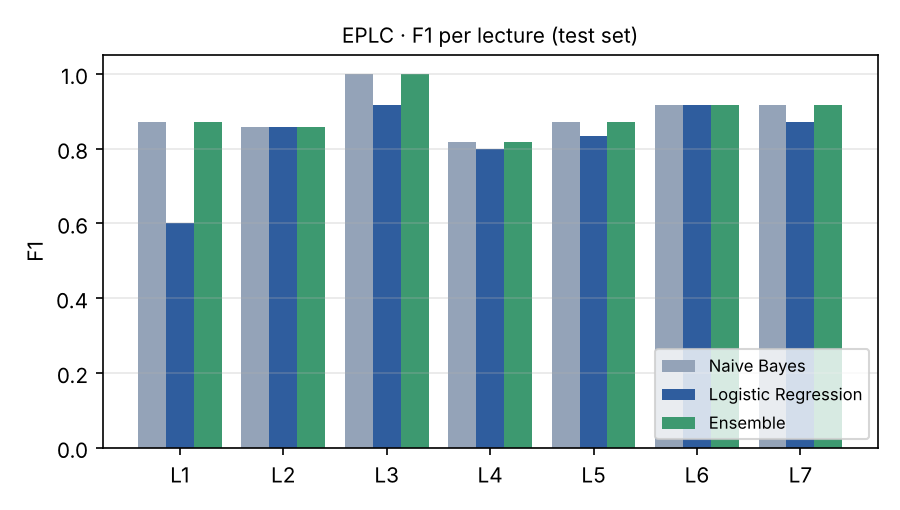 EPLC · F1 per lecture (test set)
F1
1.0
0.8
0.6
0.4
0.2
0.0
L1 L2 L3 L4 L5 L6 L7
Naive Bayes
Logistic Regression
Ensemble